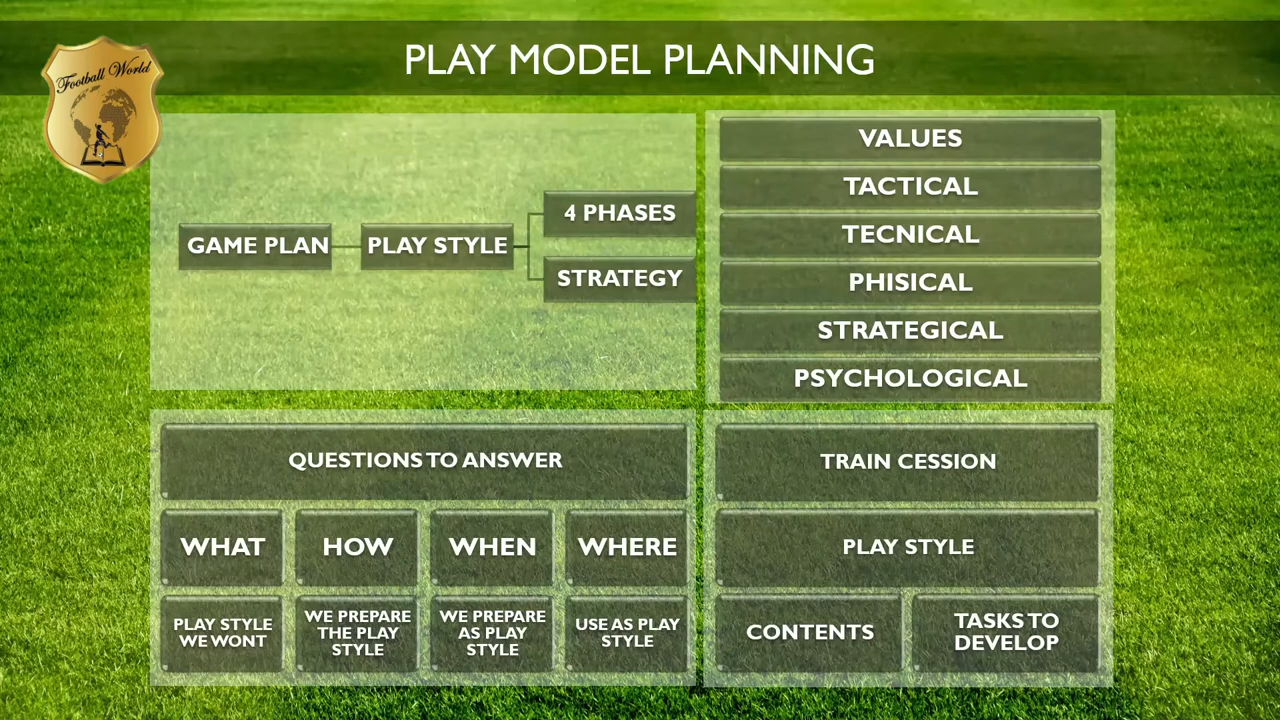 PLAY MODEL PLANNING
Football World
GAME PLAN
PLAY STYLE
4 PHASES
STRATEGY
VALUES
TACTICAL
TECNICAL
PHISICAL
STRATEGICAL
PSYCHOLOGICAL
QUESTIONS TO ANSWER
WHAT
HOW
WHEN
WHERE
PLAY STYLE
WE WONT
WE PREPARE
THE PLAY
STYLE
WE PREPARE
AS PLAY
STYLE
USE AS PLAY
STYLE
TRAIN CESSION
PLAY STYLE
CONTENTS
TASKS TO
DEVELOP